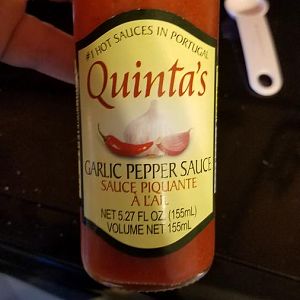 #1 HOT SAUCES IN PORTUGAL
Quinta's
GARLIC PEPPER SAUCE
SAUCE PIQUANTE
À L'AIL
NET 5.27 FL OZ. (155mL)
VOLUME NET 155mL